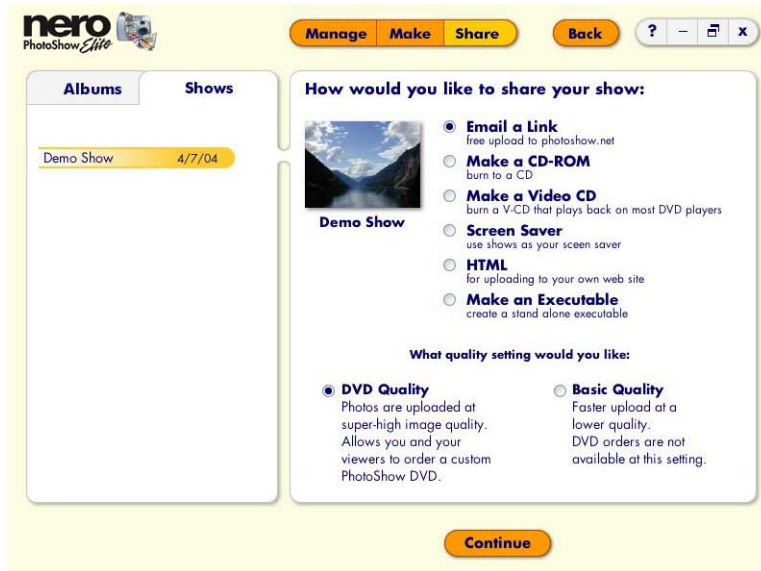 nero
PhotoShow Elite
Manage Make Share
Back
? – x
Albums Shows
Demo Show 4/7/04
How would you like to share your show:
Demo Show
Email a Link
free upload to photoshow.net
Make a CD-ROM
burn to a CD
Make a Video CD
burn a V-CD that plays back on most DVD players
Screen Saver
use shows as your sceen saver
HTML
for uploading to your own web site
Make an Executable
create a stand alone executable
What quality setting would you like:
DVD Quality
Photos are uploaded at
super-high image quality.
Allows you and your
viewers to order a custom
PhotoShow DVD.
Basic Quality
Faster upload at a
lower quality.
DVD orders are not
available at this setting.
Continue